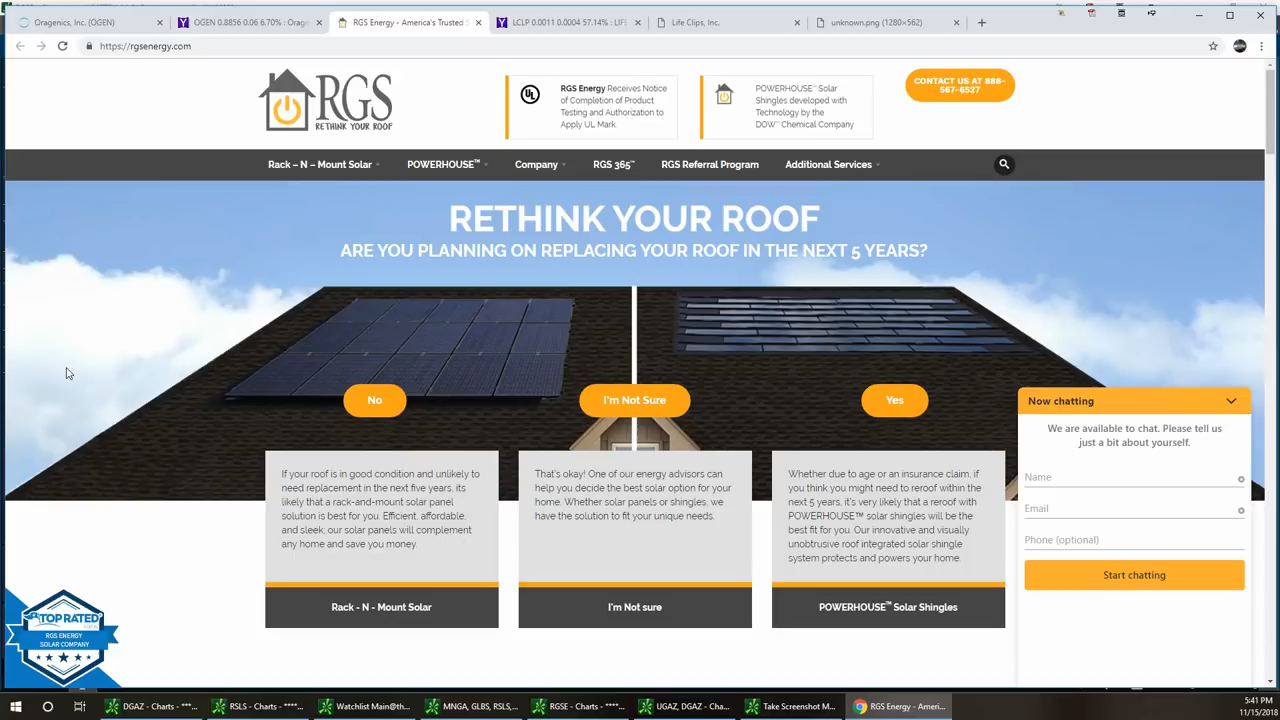 Oragenics, Inc. (OGEN)
OGEN 0.8856 0.06 6.70% : Orage
RGS Energy - America's Trusted S
LCLP 0.0011 0.0004 57.14% : LIFE
Life Clips, Inc.
unknown.png (1280×562)
https://rgsenergy.com
RGS
RETHINK YOUR ROOF
UL
RGS Energy Receives Notice
of Completion of Product
Testing and Authorization to
Apply UL Mark.
POWERHOUSE™ Solar
Shingles developed with
Technology by the
DOW™ Chemical Company
CONTACT US AT 888-
567-6527
Rack – N – Mount Solar
POWERHOUSE™
Company
RGS 365™
RGS Referral Program
Additional Services
RETHINK YOUR ROOF
ARE YOU PLANNING ON REPLACING YOUR ROOF IN THE NEXT 5 YEARS?
No
I'm Not Sure
Yes
If your roof is in good condition and unlikely to
need replacement in the next five years, its
likely that a rack-and-mount solar panel
solution is best for you. Efficient, affordable,
and sleek; our solar panels will complement
any home and save you money.
Rack - N - Mount Solar
That's okay! One of our energy advisors can
help you decide the best solar option for your
home. Whether solar panels or shingles, we
have the solution to fit your unique needs.
I'm Not sure
Whether due to age or an insurance claim, if
you think you might need to reroof within the
next 5 years, it's very likely that a reroof with
POWERHOUSE™ solar shingles will be the
best fit for you. Our innovative and visually
unobtrusive roof integrated solar shingle
system protects and powers your home.
POWERHOUSE™ Solar Shingles
Now chatting
We are available to chat. Please tell us
just a bit about yourself.
Name
Email
Phone (optional)
Start chatting
TOP RATED
RGS ENERGY
SOLAR COMPANY
DGAZ - Charts - ***...
RSLS - Charts - ****...
Watchlist Main@th...
MNGA, GLBS, RSLS,...
RGSE - Charts - ****...
UGAZ, DGAZ - Cha...
Take Screenshot M...
RGS Energy - Ameri...
5:41 PM
11/15/2018